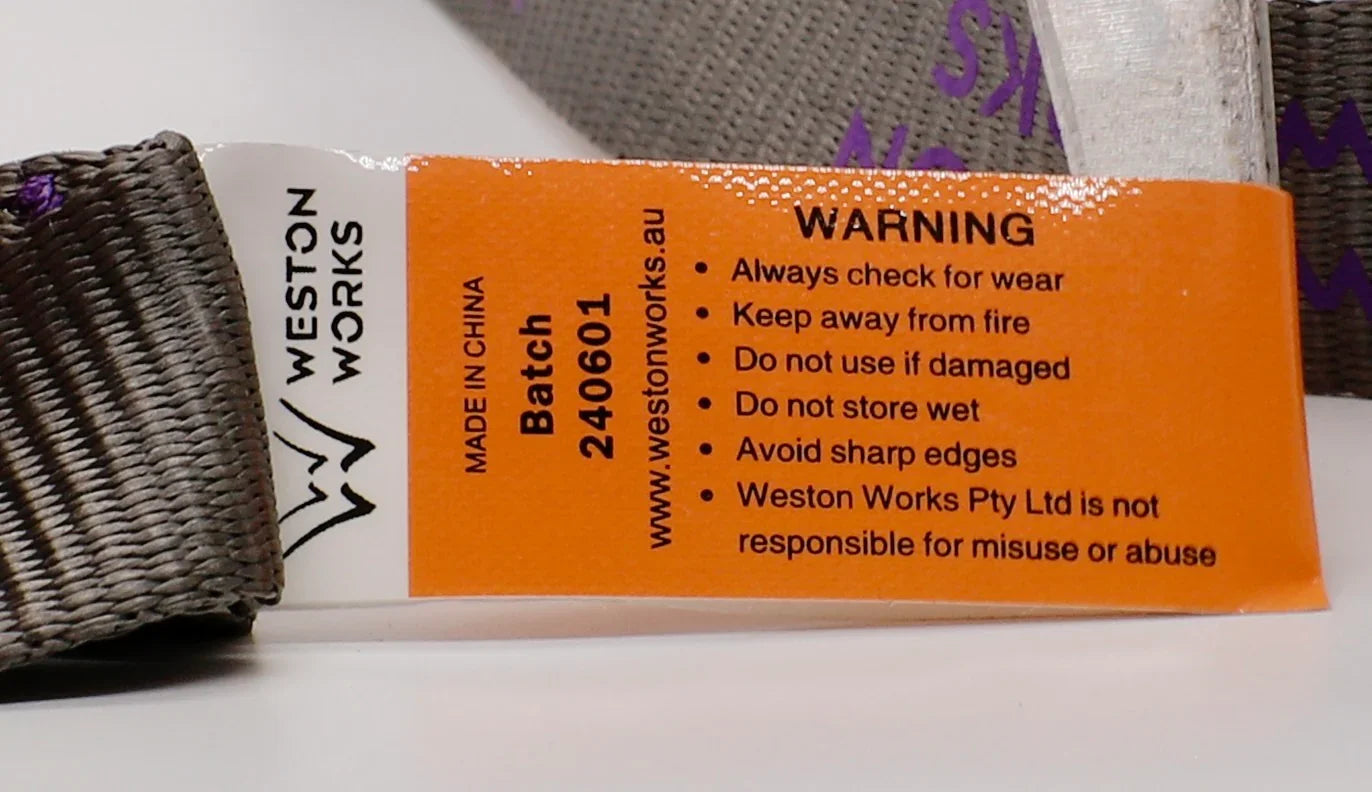 WESTON
WORKS
MADE IN CHINA
Batch
240601
www.westonworks.au
WARNING
• Always check for wear
• Keep away from fire
• Do not use if damaged
• Do not store wet
• Avoid sharp edges
• Weston Works Pty Ltd is not
responsible for misuse or abuse